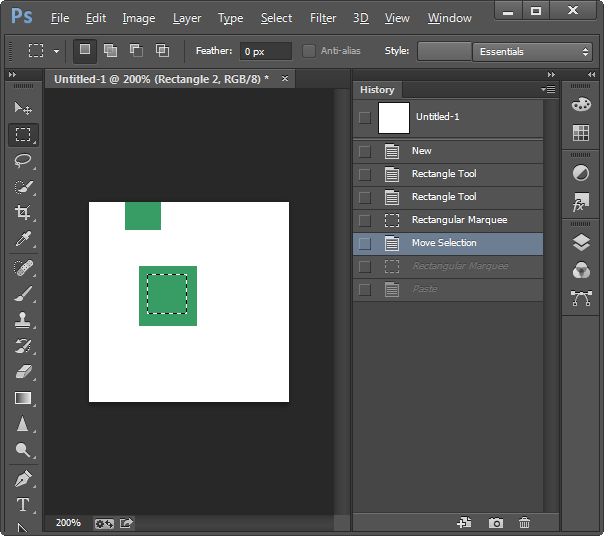 Ps File Edit Image Layer Type Select Filter 3D View Window
Feather: 0 px Anti-alias Style: Essentials
Untitled-1 @ 200% (Rectangle 2, RGB/8) *
History
Untitled-1
New
Rectangle Tool
Rectangle Tool
Rectangular Marquee
Move Selection
Rectangular Marquee
Paste
fx
T
200%